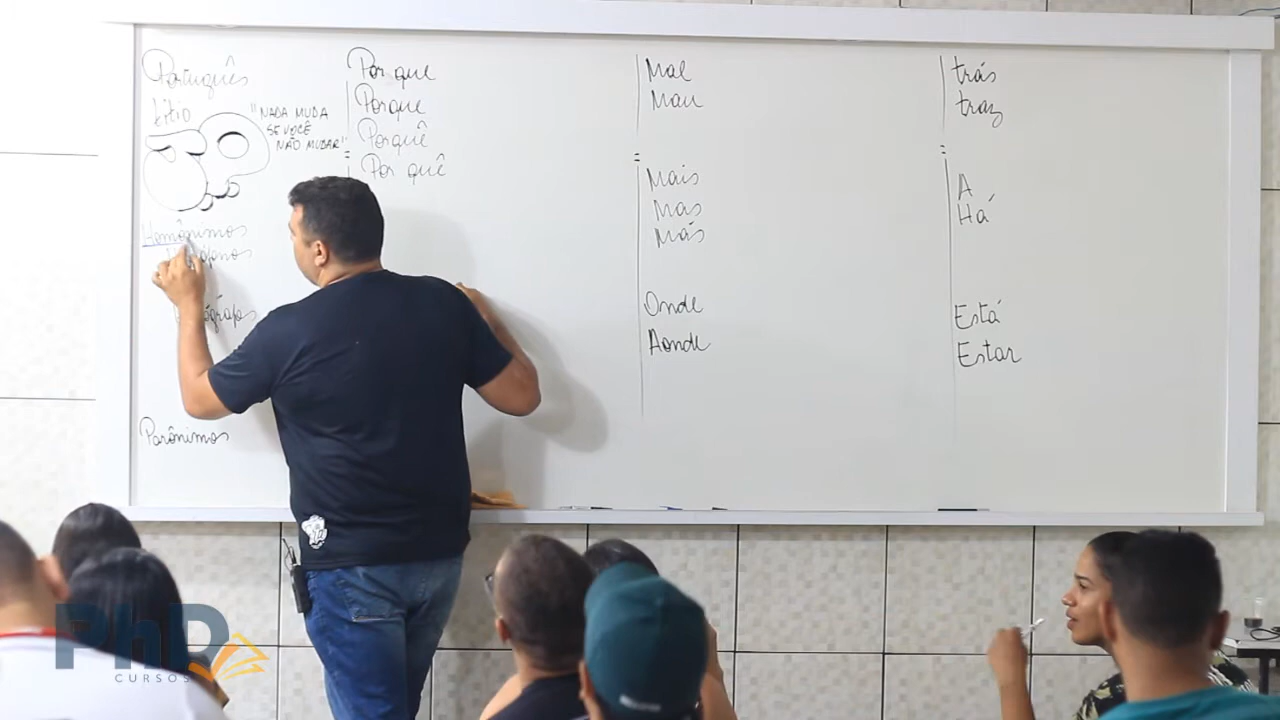 Português
"NADA MUDA
SE VOCÊ
NÃO MUDAR"
Homônimos
Parônimos
Por que
Porque
Porquê
Por quê
Mal
Mau
Mais
Mas
Más
Onde
Aonde
trás
traz
A
Há
Está
Estar
PhD
CURSOS